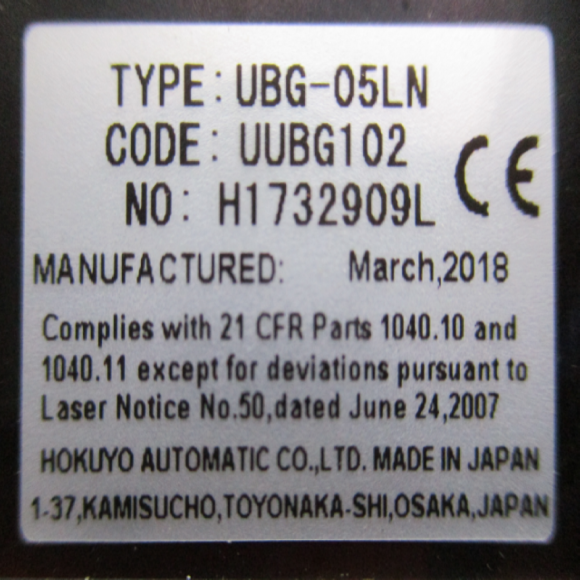 TYPE: UBG-05LN
CODE: UUBG102
NO: H1732909L
CE
MANUFACTURED: March,2018
Complies with 21 CFR Parts 1040.10 and
1040.11 except for deviations pursuant to
Laser Notice No.50,dated June 24,2007
HOKUYO AUTOMATIC CO.,LTD. MADE IN JAPAN
1-37,KAMISUCHO,TOYONAKA-SHI,OSAKA,JAPAN